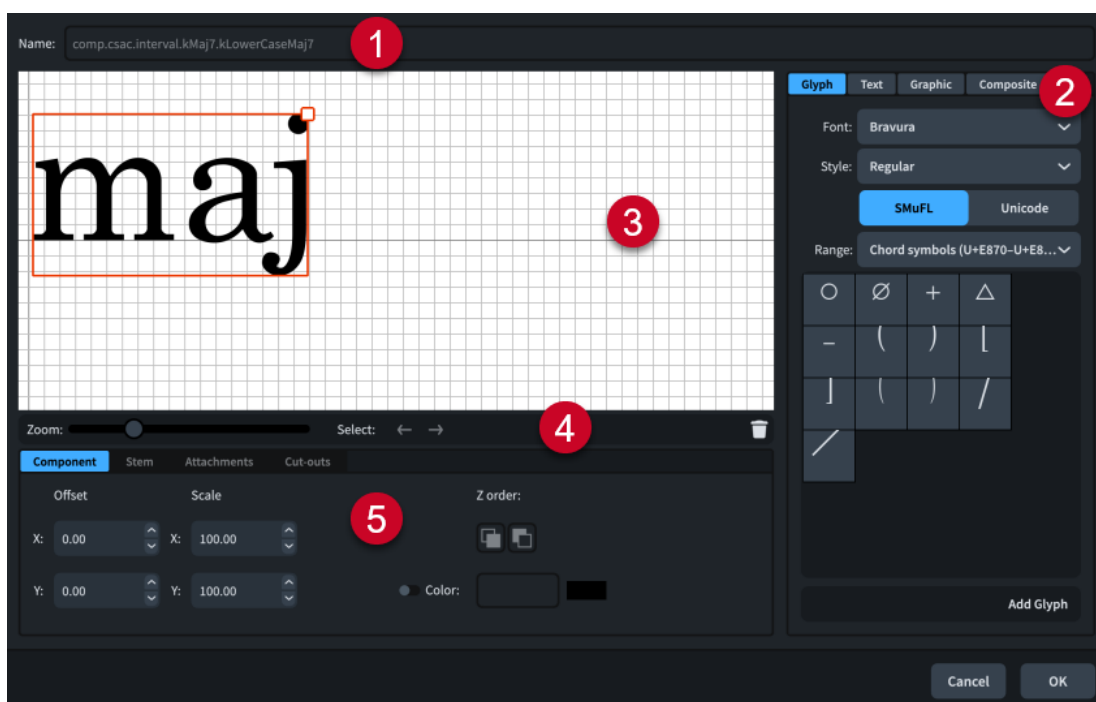 Name: comp.csac.interval.kMaj7.kLowerCaseMaj7
1
Glyph Text Graphic Composite
2
maj
3
Font: Bravura
Style: Regular
SMuFL Unicode
Range: Chord symbols (U+E870–U+E8...
Zoom: Select: ← →
4
Component Stem Attachments Cut-outs
Offset Scale Z order:
5
X: 0.00 X: 100.00
Y: 0.00 Y: 100.00 Color:
Add Glyph
Cancel OK